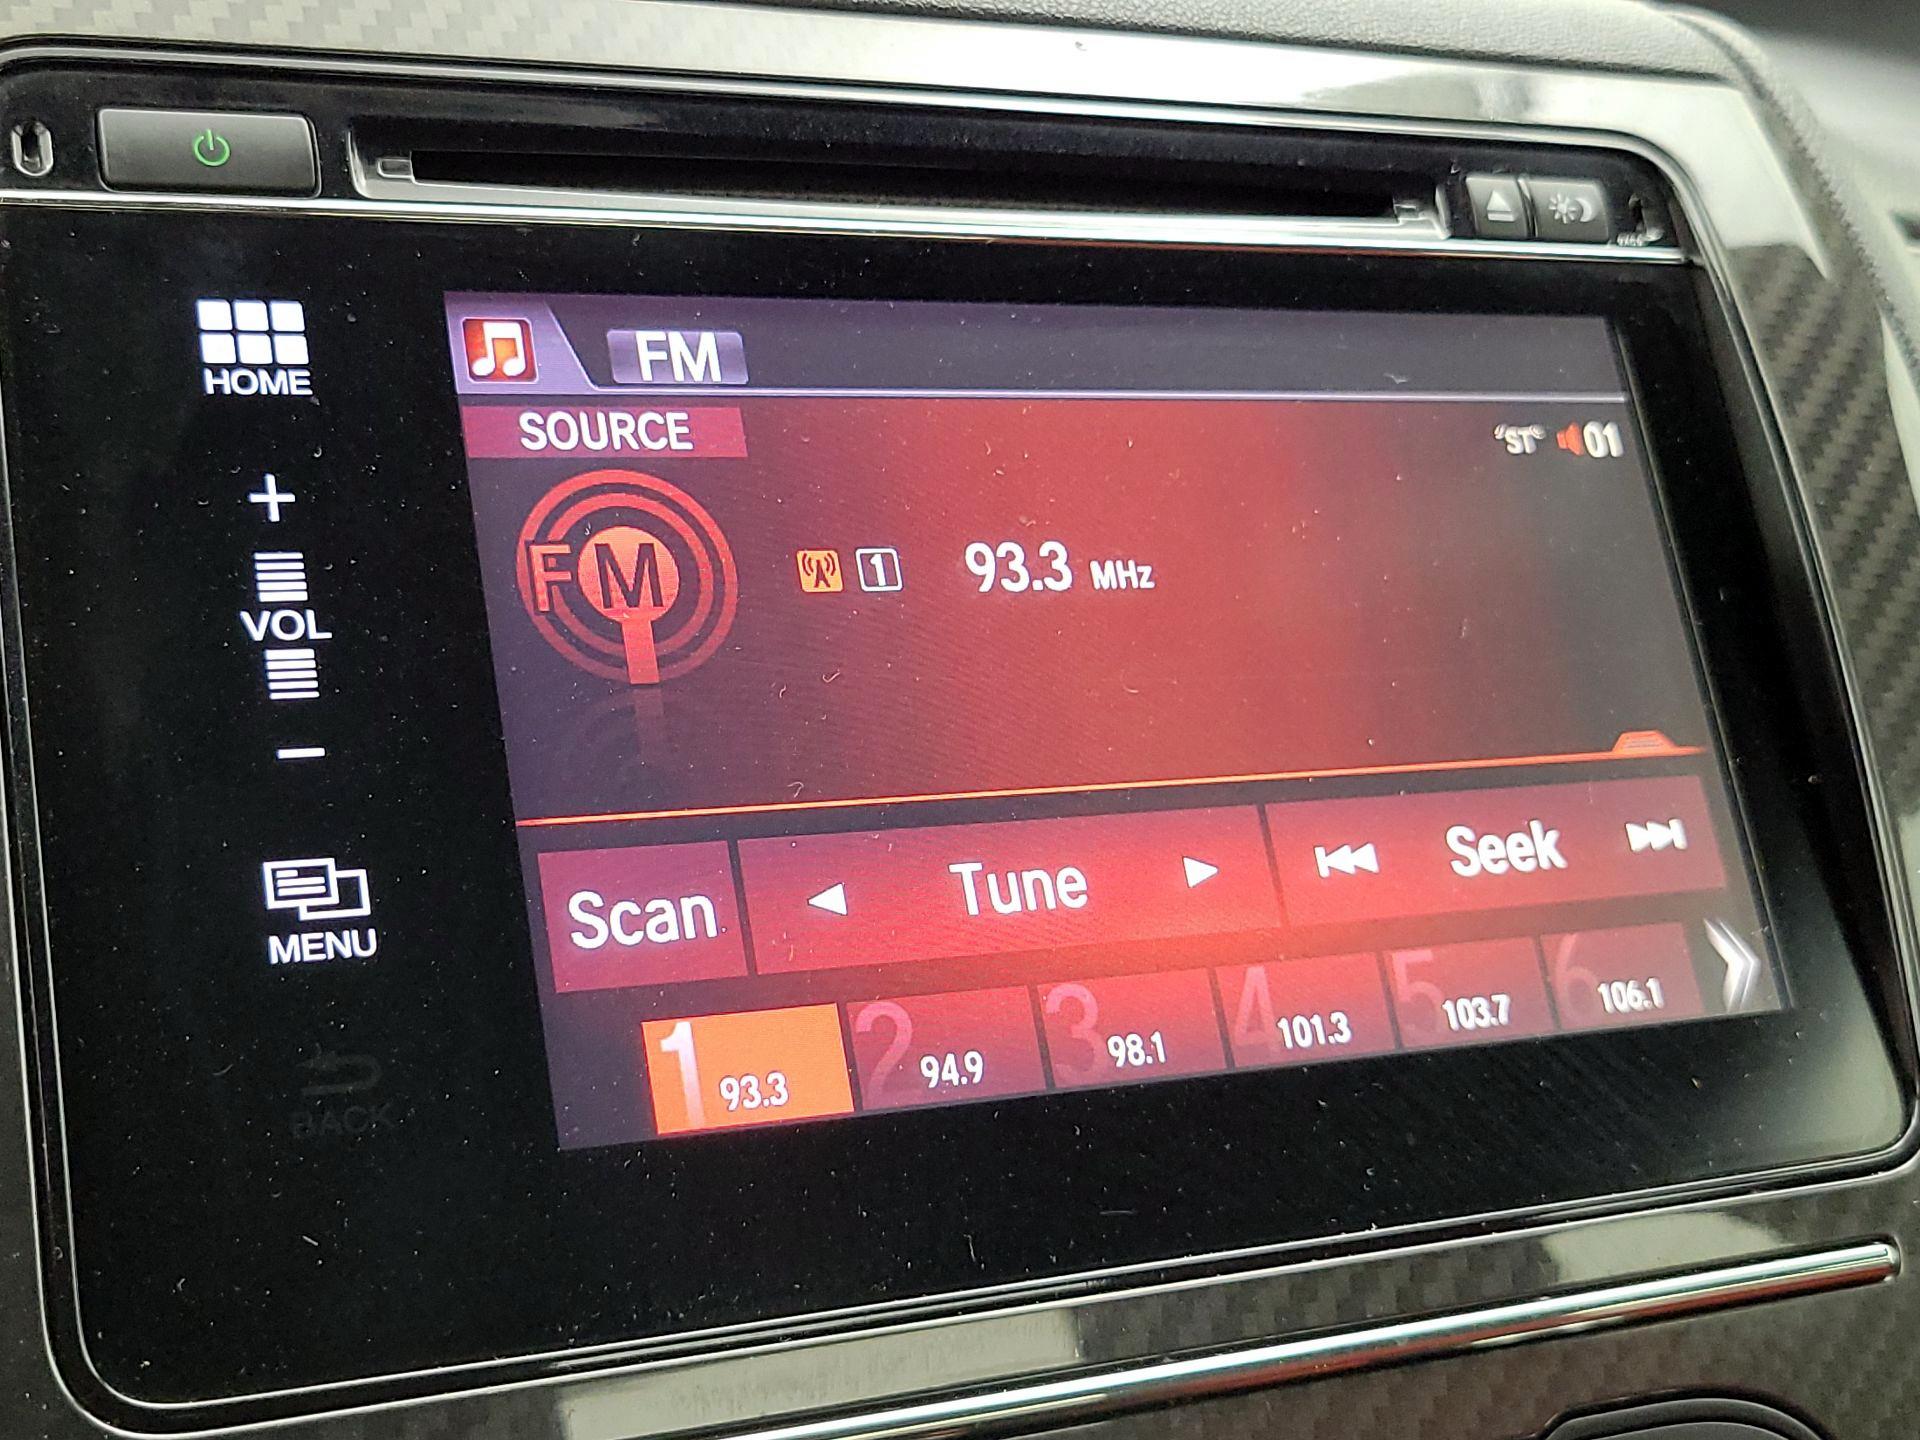 HOME
FM
SOURCE
ST 01
+
VOL
−
FM
1 93.3 MHz
MENU
Scan
Tune
Seek
BACK
1 93.3
2 94.9
3 98.1
4 101.3
5 103.7
6 106.1